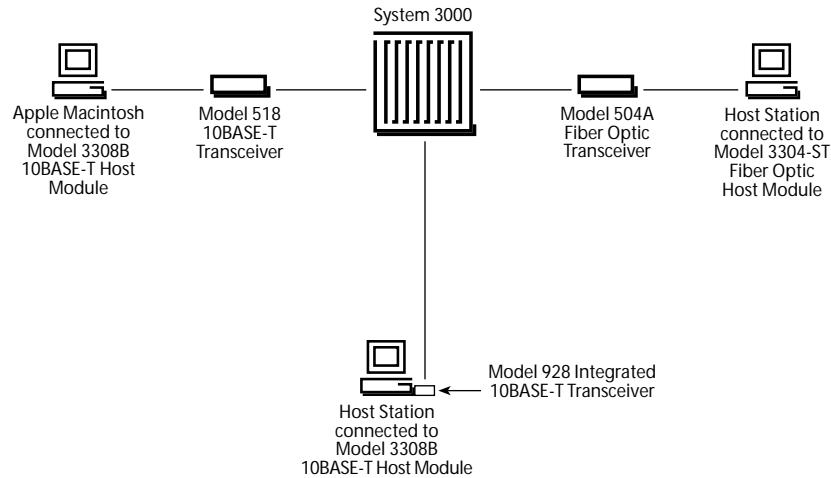 System 3000
Apple Macintosh
connected to
Model 3308B
10BASE-T Host
Module
Model 518
10BASE-T
Transceiver
Model 504A
Fiber Optic
Transceiver
Host Station
connected to
Model 3304-ST
Fiber Optic
Host Module
Model 928 Integrated
10BASE-T Transceiver
Host Station
connected to
Model 3308B
10BASE-T Host Module